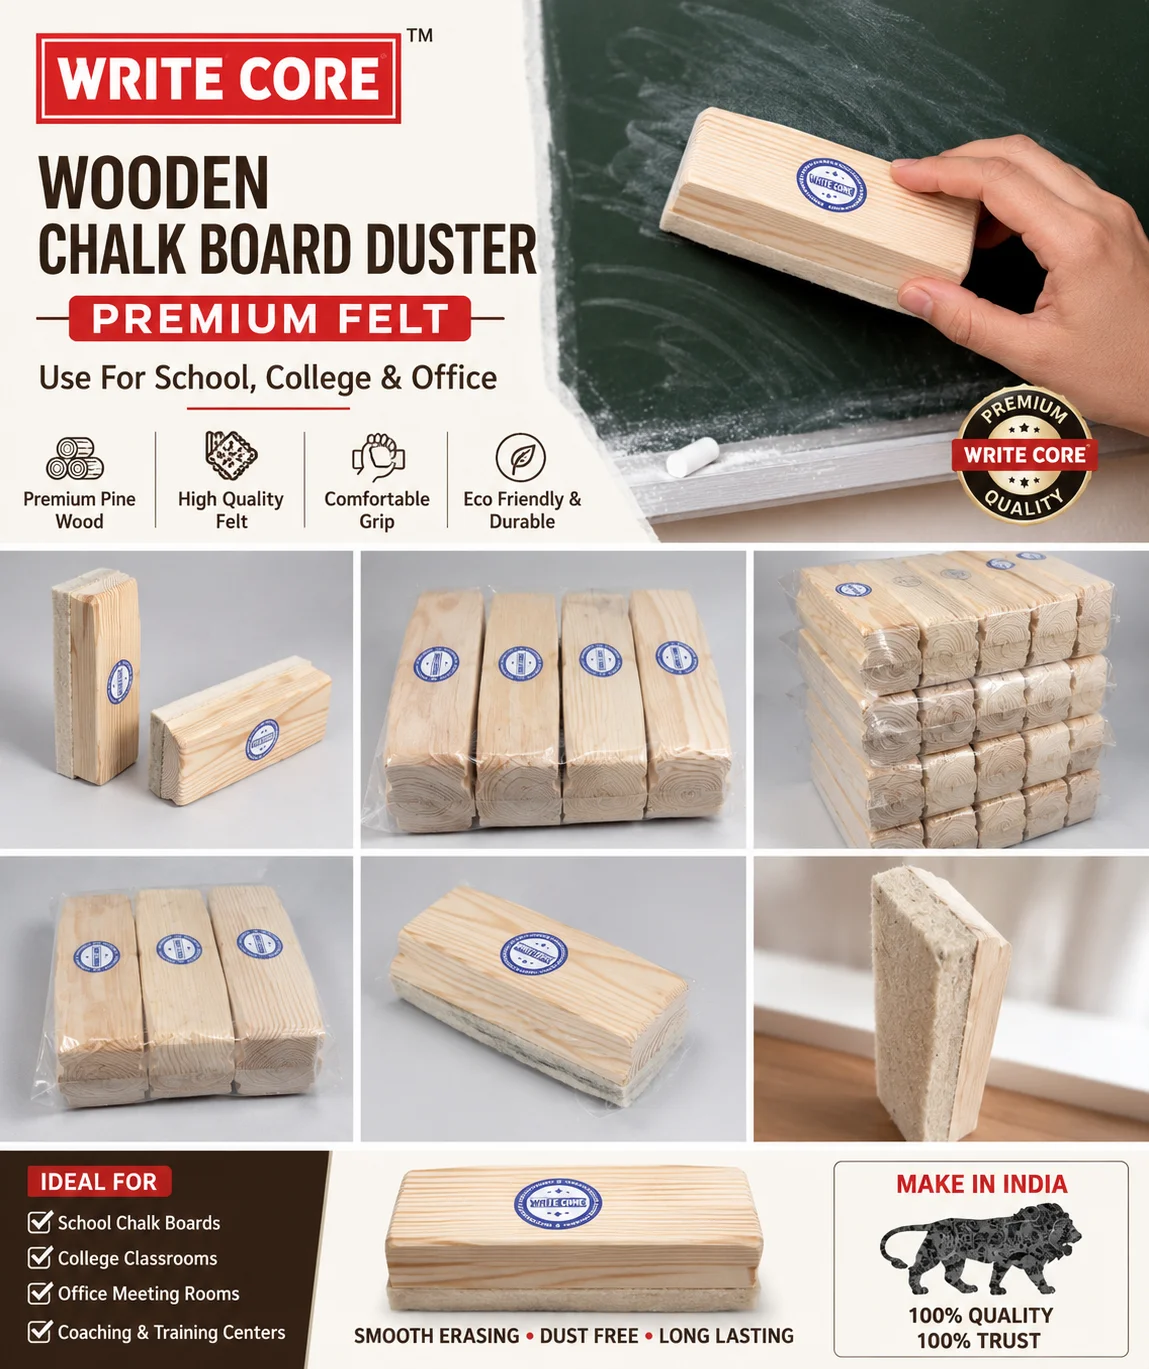 WRITE CORE
TM
WOODEN
CHALK BOARD DUSTER
PREMIUM FELT
Use For School, College & Office
Premium Pine
Wood
High Quality
Felt
Comfortable
Grip
Eco Friendly &
Durable
WRITE CORE
PREMIUM
WRITE CORE
QUALITY
IDEAL FOR
School Chalk Boards
College Classrooms
Office Meeting Rooms
Coaching & Training Centers
SMOOTH ERASING • DUST FREE • LONG LASTING
MAKE IN INDIA
100% QUALITY
100% TRUST